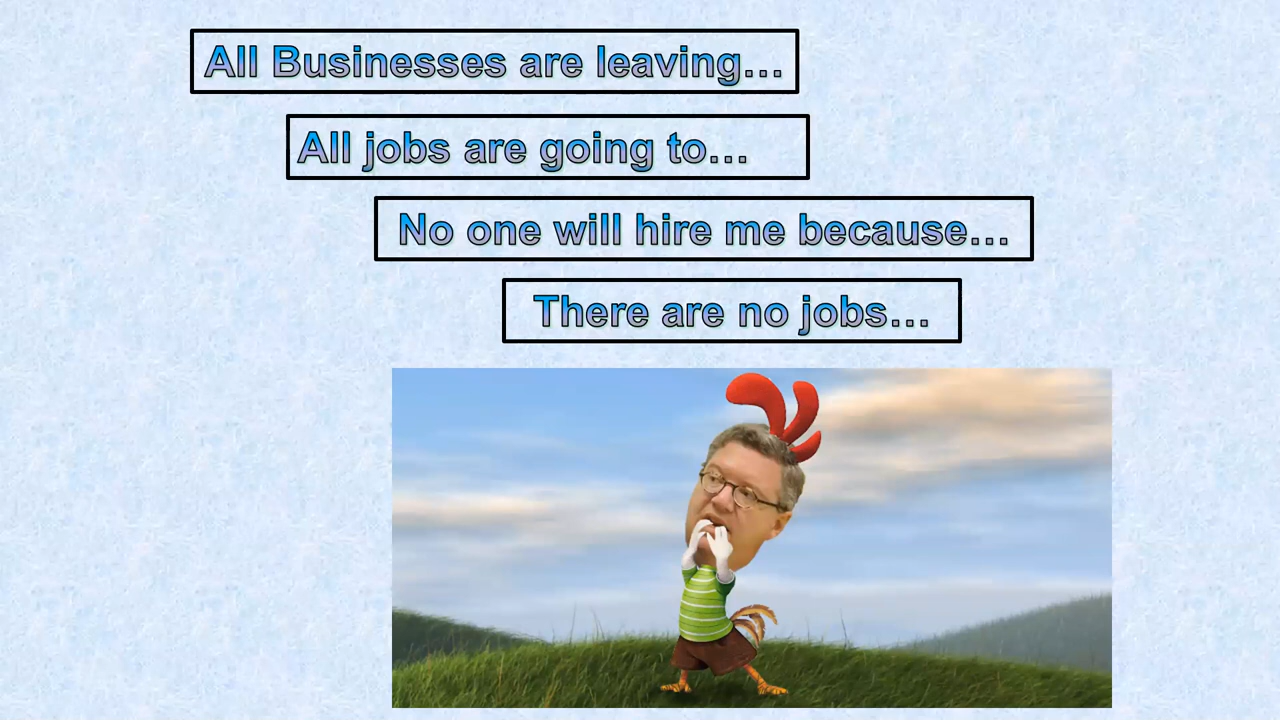 All Businesses are leaving…
All jobs are going to…
No one will hire me because…
There are no jobs…